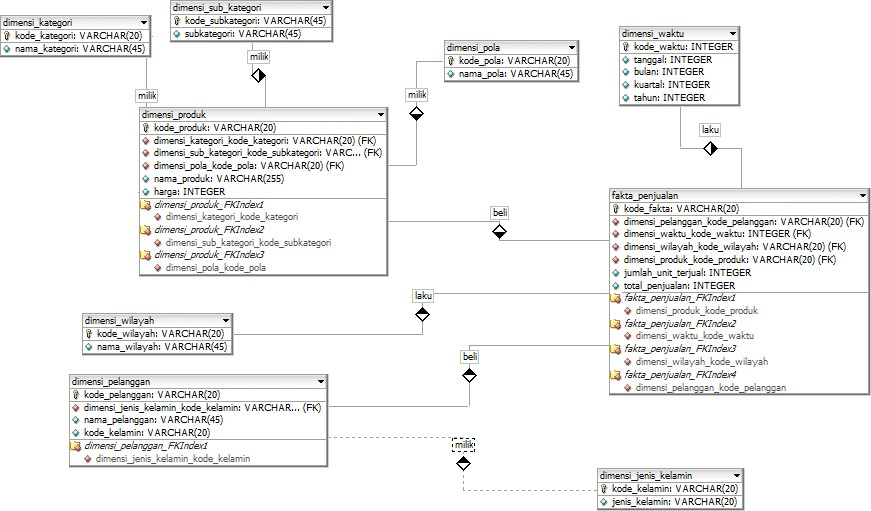 dimensi_kategori
kode_kategori: VARCHAR(20)
nama_kategori: VARCHAR(45)
dimensi_sub_kategori
kode_subkategori: VARCHAR(45)
subkategori: VARCHAR(45)
milik
milik
dimensi_pola
kode_pola: VARCHAR(20)
nama_pola: VARCHAR(45)
milik
dimensi_waktu
kode_waktu: INTEGER
tanggal: INTEGER
bulan: INTEGER
kuartal: INTEGER
tahun: INTEGER
laku
dimensi_produk
kode_produk: VARCHAR(20)
dimensi_kategori_kode_kategori: VARCHAR(20) (FK)
dimensi_sub_kategori_kode_subkategori: VARC... (FK)
dimensi_pola_kode_pola: VARCHAR(20) (FK)
nama_produk: VARCHAR(255)
harga: INTEGER
dimensi_produk_FKIndex1
dimensi_kategori_kode_kategori
dimensi_produk_FKIndex2
dimensi_sub_kategori_kode_subkategori
dimensi_produk_FKIndex3
dimensi_pola_kode_pola
beli
fakta_penjualan
kode_fakta: VARCHAR(20)
dimensi_pelanggan_kode_pelanggan: VARCHAR(20) (FK)
dimensi_waktu_kode_waktu: INTEGER (FK)
dimensi_wilayah_kode_wilayah: VARCHAR(20) (FK)
dimensi_produk_kode_produk: VARCHAR(20) (FK)
jumlah_unit_terjual: INTEGER
total_penjualan: INTEGER
fakta_penjualan_FKIndex1
dimensi_produk_kode_produk
fakta_penjualan_FKIndex2
dimensi_waktu_kode_waktu
fakta_penjualan_FKIndex3
dimensi_wilayah_kode_wilayah
fakta_penjualan_FKIndex4
dimensi_pelanggan_kode_pelanggan
laku
dimensi_wilayah
kode_wilayah: VARCHAR(20)
nama_wilayah: VARCHAR(45)
beli
dimensi_pelanggan
kode_pelanggan: VARCHAR(20)
dimensi_jenis_kelamin_kode_kelamin: VARCHAR... (FK)
nama_pelanggan: VARCHAR(45)
kode_kelamin: VARCHAR(20)
dimensi_pelanggan_FKIndex1
dimensi_jenis_kelamin_kode_kelamin
milik
dimensi_jenis_kelamin
kode_kelamin: VARCHAR(20)
jenis_kelamin: VARCHAR(20)